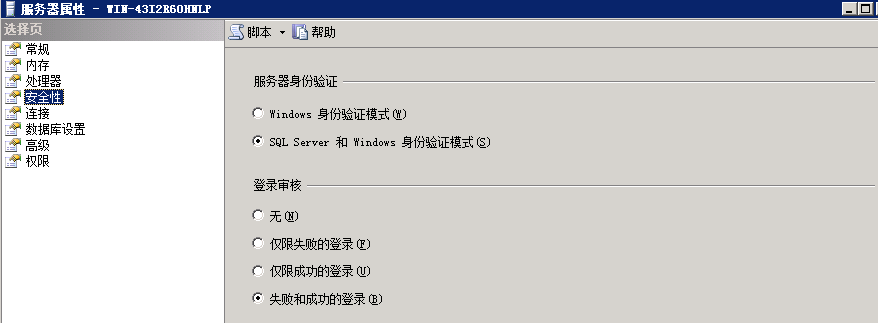 服务器属性 - WIN-43I2R6OHNLP
选择页
常规
内存
处理器
安全性
连接
数据库设置
高级
权限
脚本
帮助
服务器身份验证
Windows 身份验证模式(W)
SQL Server 和 Windows 身份验证模式(S)
登录审核
无(N)
仅限失败的登录(F)
仅限成功的登录(U)
失败和成功的登录(B)